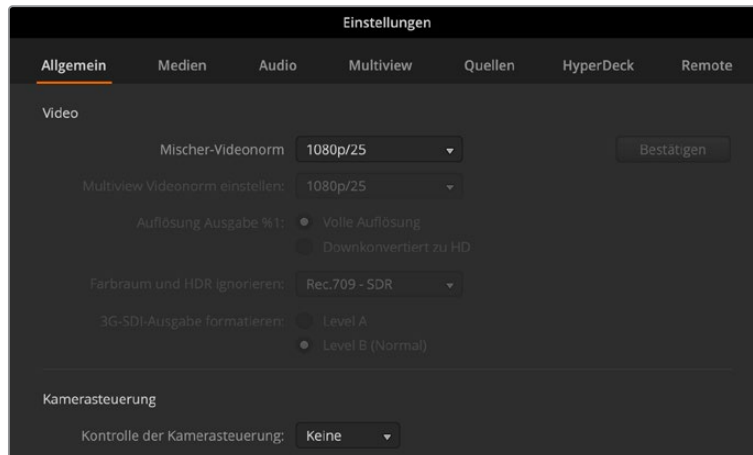 Einstellungen
Allgemein Medien Audio Multiview Quellen HyperDeck Remote
Video
Mischer-Videonorm 1080p/25 Bestätigen
Multiview Videonorm einstellen: 1080p/25
Auflösung Ausgabe %1: Volle Auflösung
Downkonvertiert zu HD
Farbraum und HDR ignorieren: Rec.709 - SDR
3G-SDI-Ausgabe formatieren: Level A
Level B (Normal)
Kamerasteuerung
Kontrolle der Kamerasteuerung: Keine